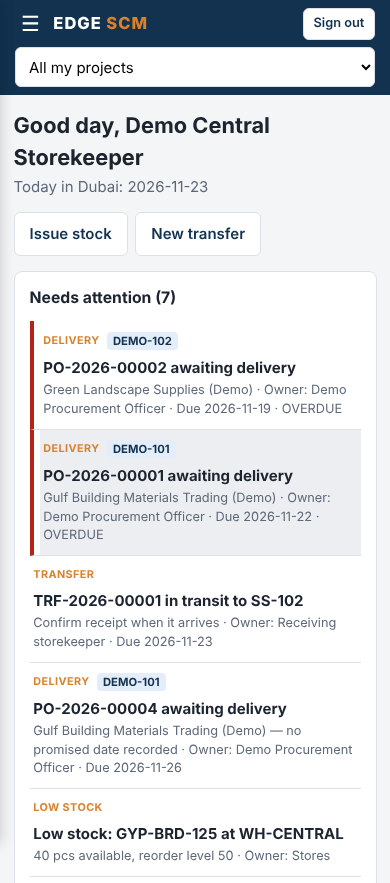 ☰ EDGE SCM Sign out
All my projects
Good day, Demo Central
Storekeeper
Today in Dubai: 2026-11-23
Issue stock New transfer
Needs attention (7)
DELIVERY DEMO-102
PO-2026-00002 awaiting delivery
Green Landscape Supplies (Demo) · Owner: Demo
Procurement Officer · Due 2026-11-19 · OVERDUE
DELIVERY DEMO-101
PO-2026-00001 awaiting delivery
Gulf Building Materials Trading (Demo) · Owner:
Demo Procurement Officer · Due 2026-11-22 ·
OVERDUE
TRANSFER
TRF-2026-00001 in transit to SS-102
Confirm receipt when it arrives · Owner: Receiving
storekeeper · Due 2026-11-23
DELIVERY DEMO-101
PO-2026-00004 awaiting delivery
Gulf Building Materials Trading (Demo) — no
promised date recorded · Owner: Demo Procurement
Officer · Due 2026-11-26
LOW STOCK
Low stock: GYP-BRD-125 at WH-CENTRAL
40 pcs available, reorder level 50 · Owner: Stores